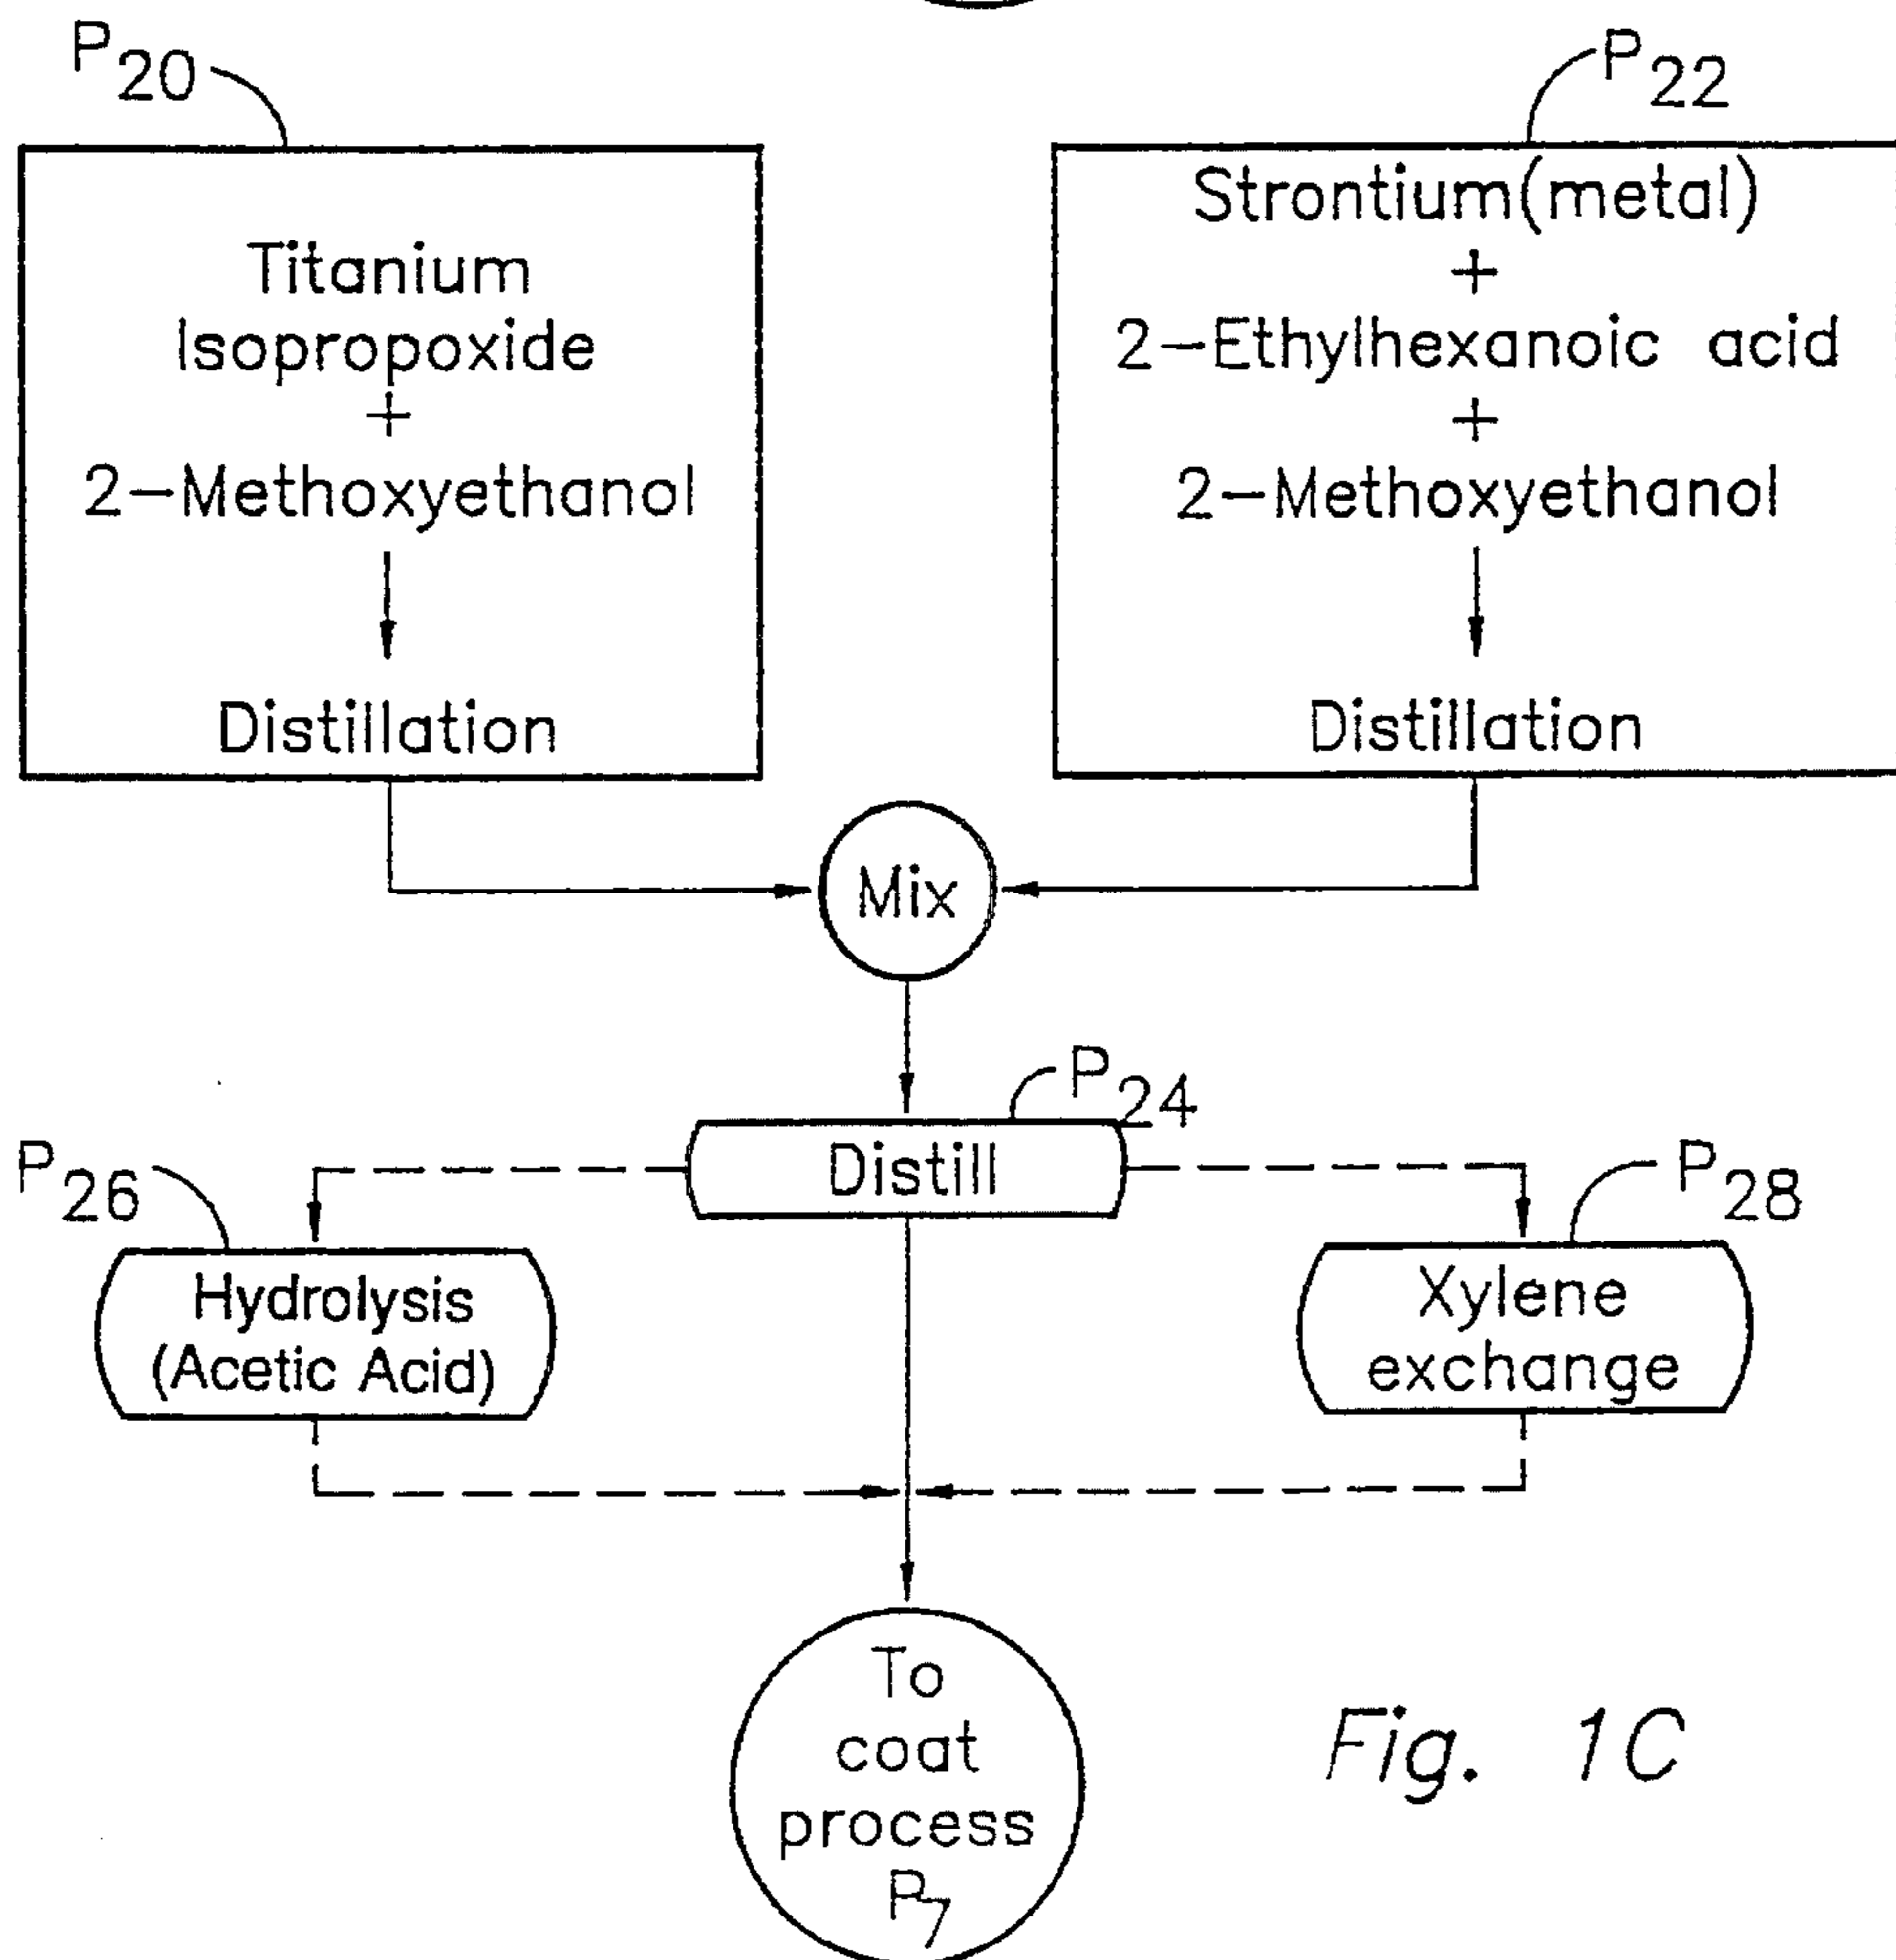 P20
Titanium
Isopropoxide
+
2-Methoxyethanol
Distillation
P22
Strontium(metal)
+
2-Ethylhexanoic acid
+
2-Methoxyethanol
Distillation
Mix
P24
Distill
P26
Hydrolysis
(Acetic Acid)
P28
Xylene
exchange
To
coat
process
P7
Fig. 1C